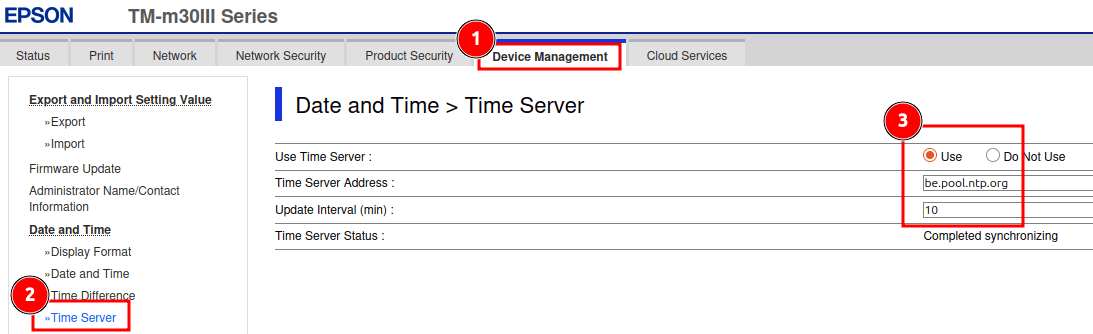 EPSON TM-m30III Series
1
Status Print Network Network Security Product Security Device Management Cloud Services
Export and Import Setting Value
»Export
»Import
Firmware Update
Administrator Name/Contact
Information
Date and Time
»Display Format
»Date and Time
2
Time Difference
»Time Server
Date and Time > Time Server
3
Use Time Server : Use Do Not Use
Time Server Address : be.pool.ntp.org
Update Interval (min) : 10
Time Server Status : Completed synchronizing